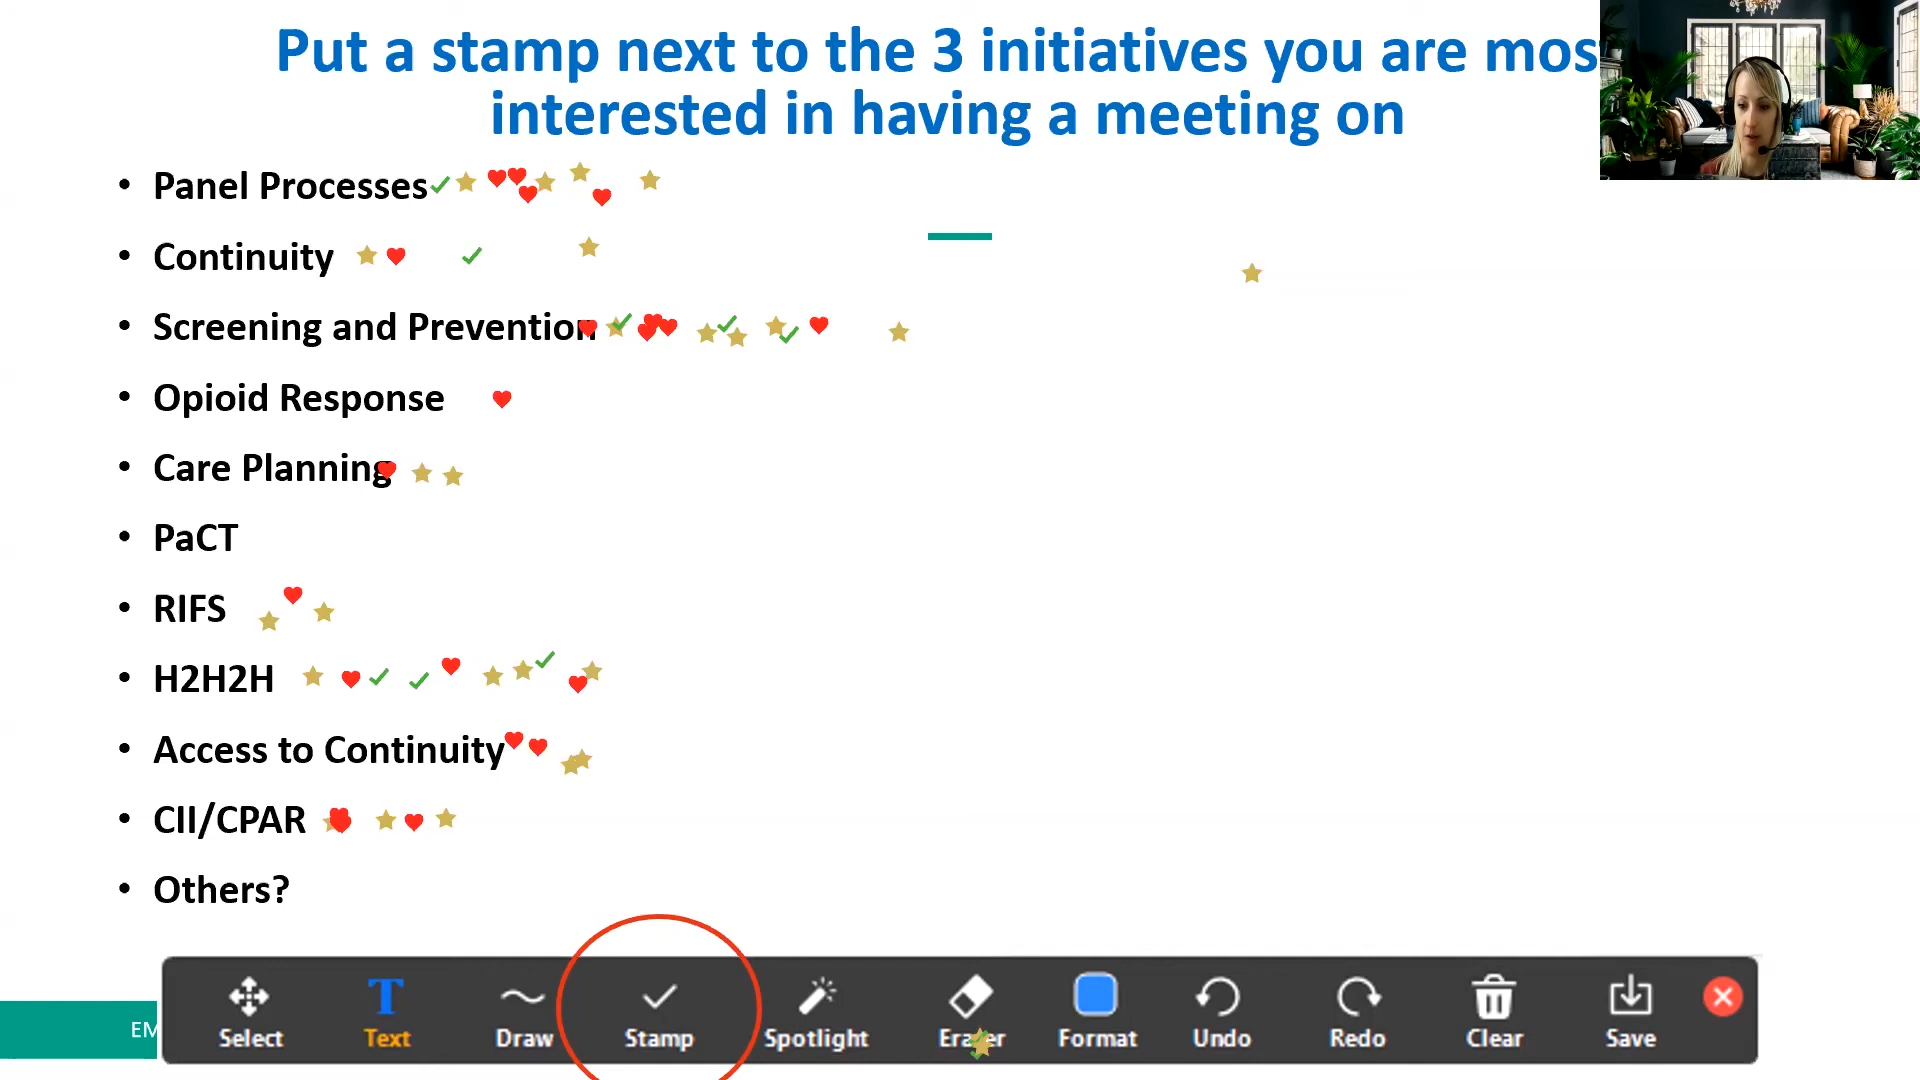 Put a stamp next to the 3 initiatives you are mos
interested in having a meeting on
• Panel Processes
• Continuity
• Screening and Prevention
• Opioid Response
• Care Planning
• PaCT
• RIFS
• H2H2H
• Access to Continuity
• CII/CPAR
• Others?
EM
Select Text Draw Stamp Spotlight Eraser Format Undo Redo Clear Save